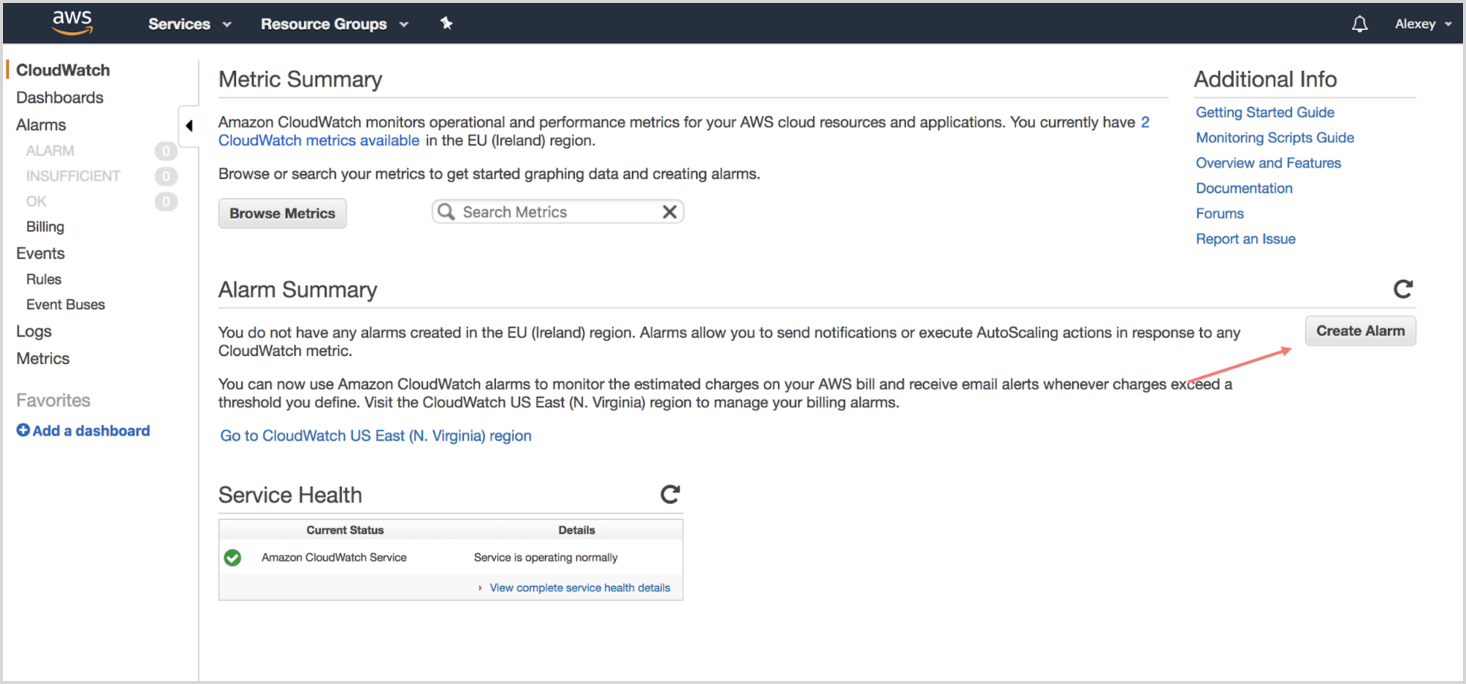 aws
Services
Resource Groups
Alexey
CloudWatch
Dashboards
Alarms
ALARM 0
INSUFFICIENT 0
OK 0
Billing
Events
Rules
Event Buses
Logs
Metrics
Favorites
Add a dashboard
Metric Summary
Amazon CloudWatch monitors operational and performance metrics for your AWS cloud resources and applications. You currently have 2
CloudWatch metrics available in the EU (Ireland) region.
Browse or search your metrics to get started graphing data and creating alarms.
Browse Metrics
Search Metrics
Alarm Summary
You do not have any alarms created in the EU (Ireland) region. Alarms allow you to send notifications or execute AutoScaling actions in response to any
CloudWatch metric.
Create Alarm
You can now use Amazon CloudWatch alarms to monitor the estimated charges on your AWS bill and receive email alerts whenever charges exceed a
threshold you define. Visit the CloudWatch US East (N. Virginia) region to manage your billing alarms.
Go to CloudWatch US East (N. Virginia) region
Service Health
Current Status Details
Amazon CloudWatch Service Service is operating normally
View complete service health details
Additional Info
Getting Started Guide
Monitoring Scripts Guide
Overview and Features
Documentation
Forums
Report an Issue